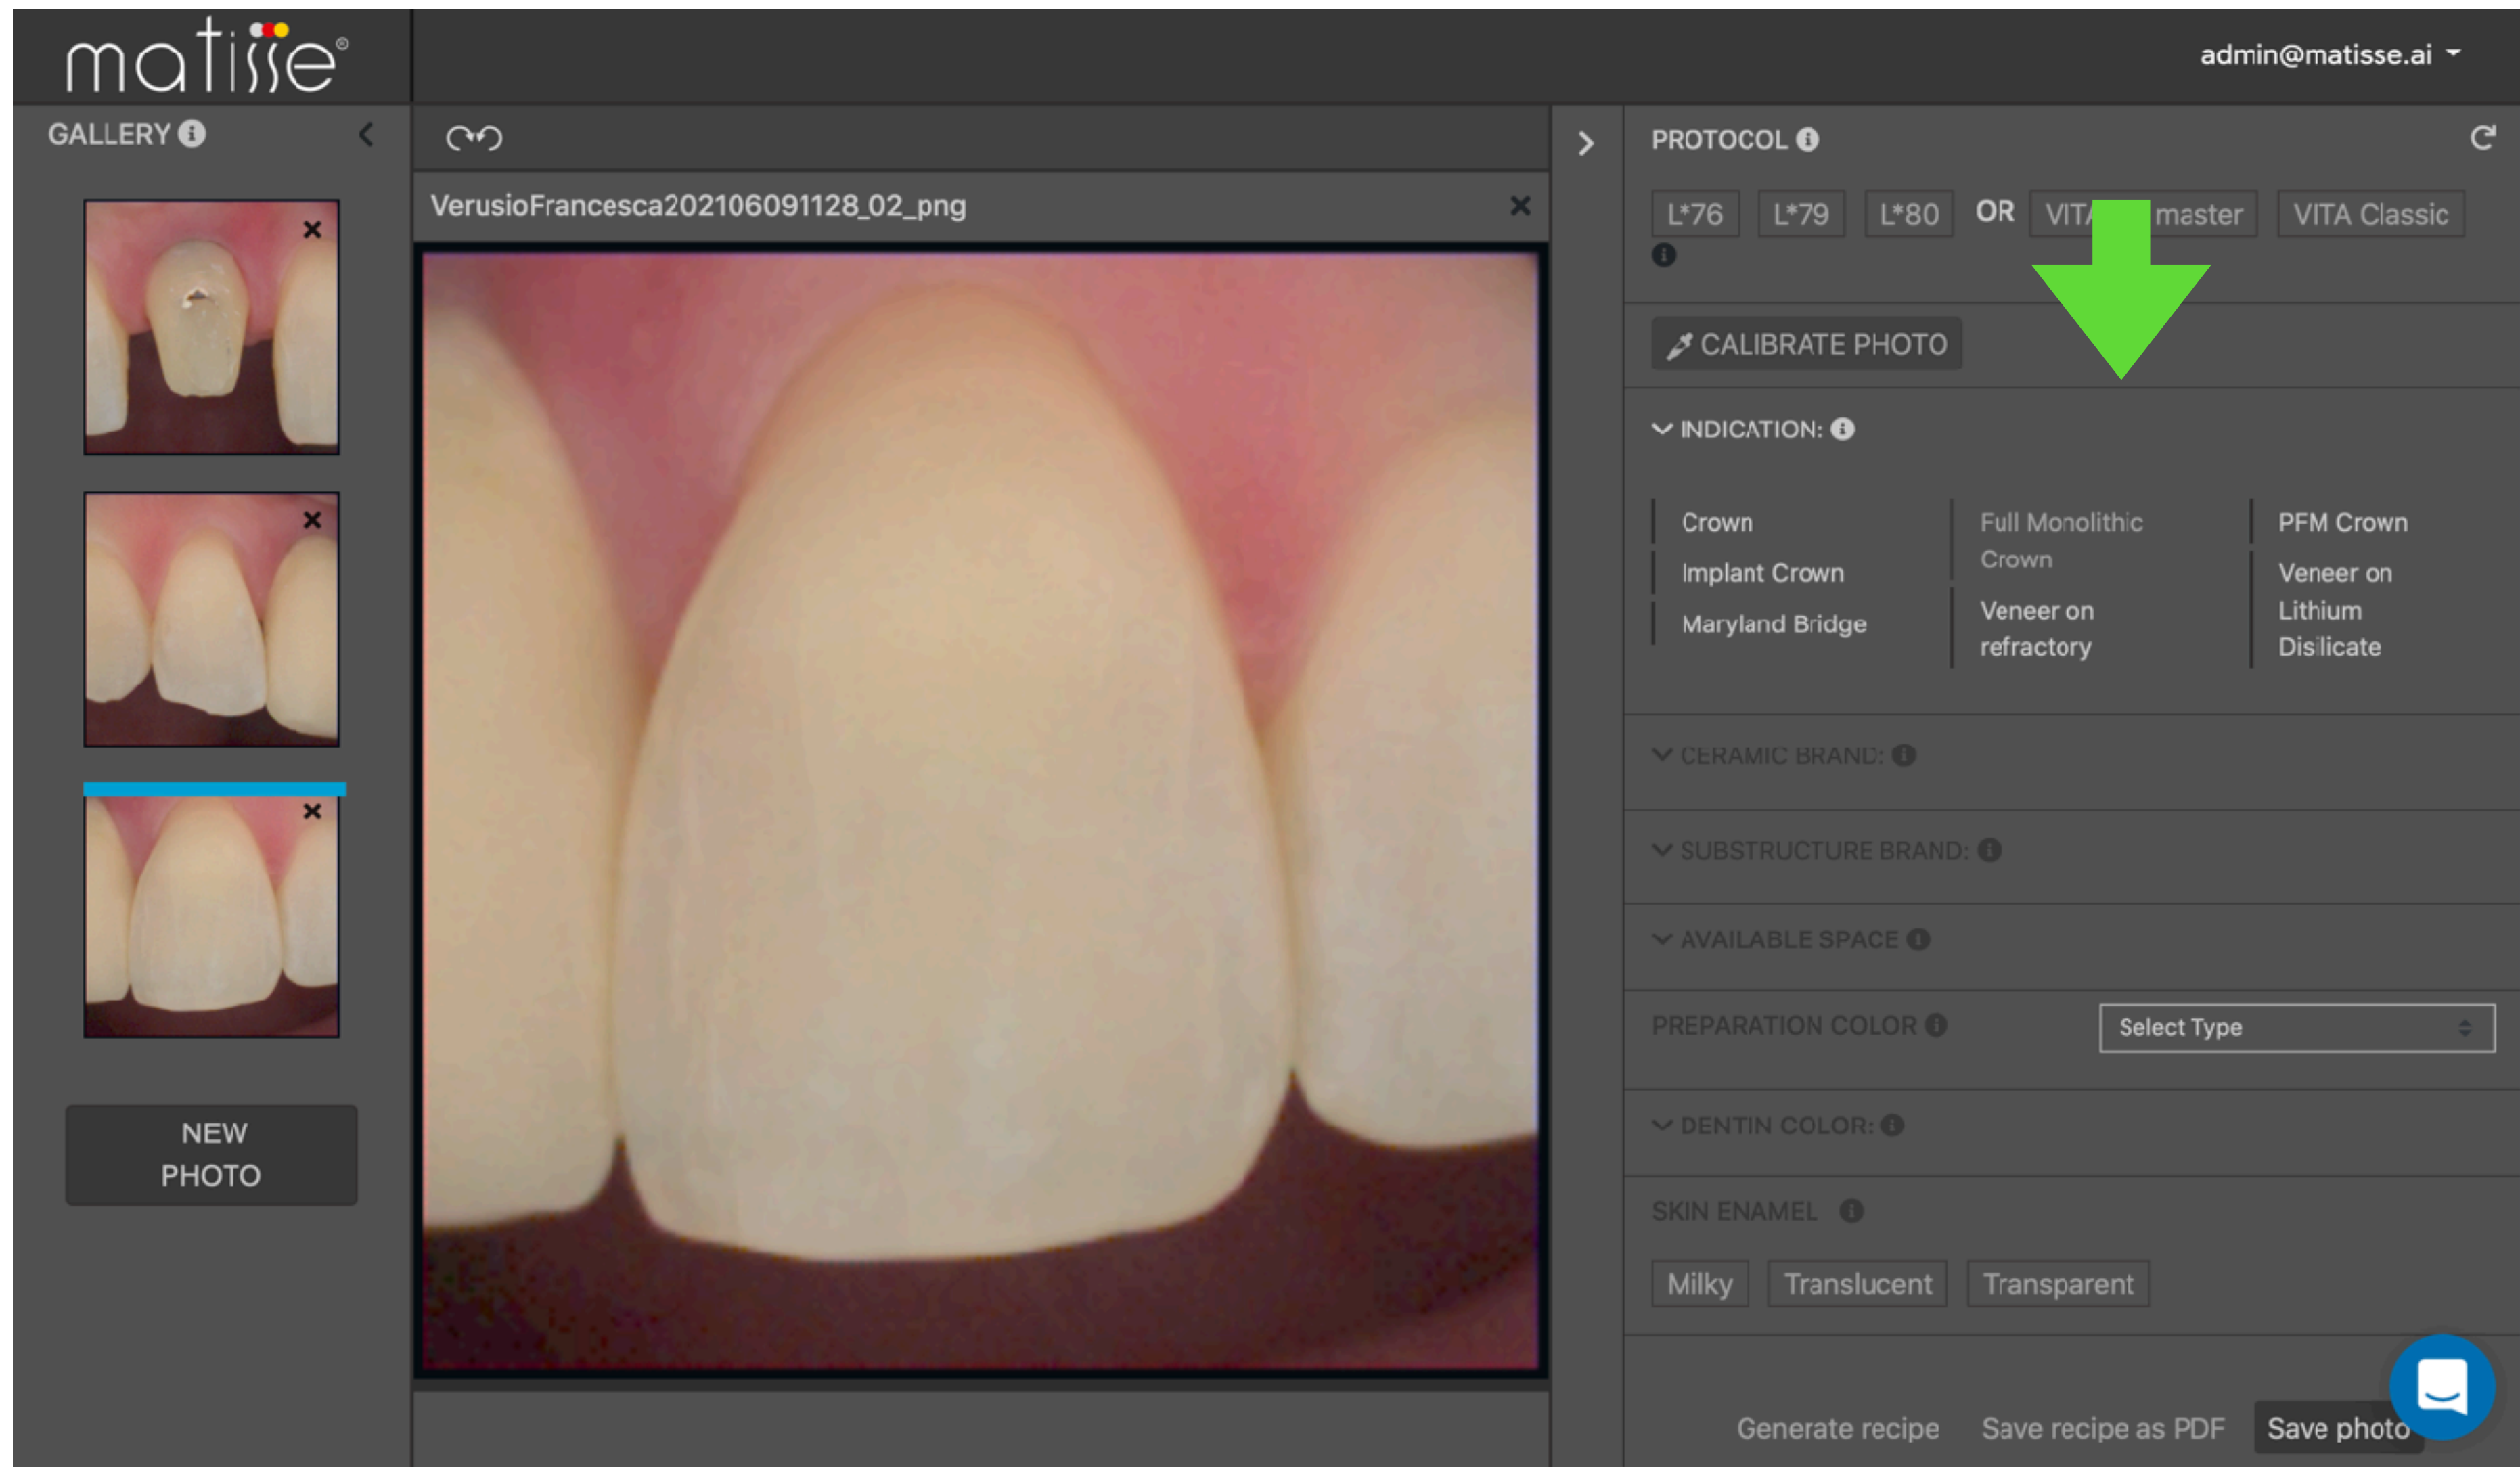 matisse®
admin@matisse.ai
GALLERY
PROTOCOL
VerusioFrancesca202106091128_02_png
L*76 L*79 L*80 OR VITA master VITA Classic
CALIBRATE PHOTO
INDICATION:
Crown
Implant Crown
Maryland Bridge
Full Monolithic
Crown
Veneer on
refractory
PFM Crown
Veneer on
Lithium
Disilicate
CERAMIC BRAND:
SUBSTRUCTURE BRAND:
AVAILABLE SPACE
PREPARATION COLOR
Select Type
DENTIN COLOR:
SKIN ENAMEL
Milky Translucent Transparent
NEW
PHOTO
Generate recipe Save recipe as PDF Save photo